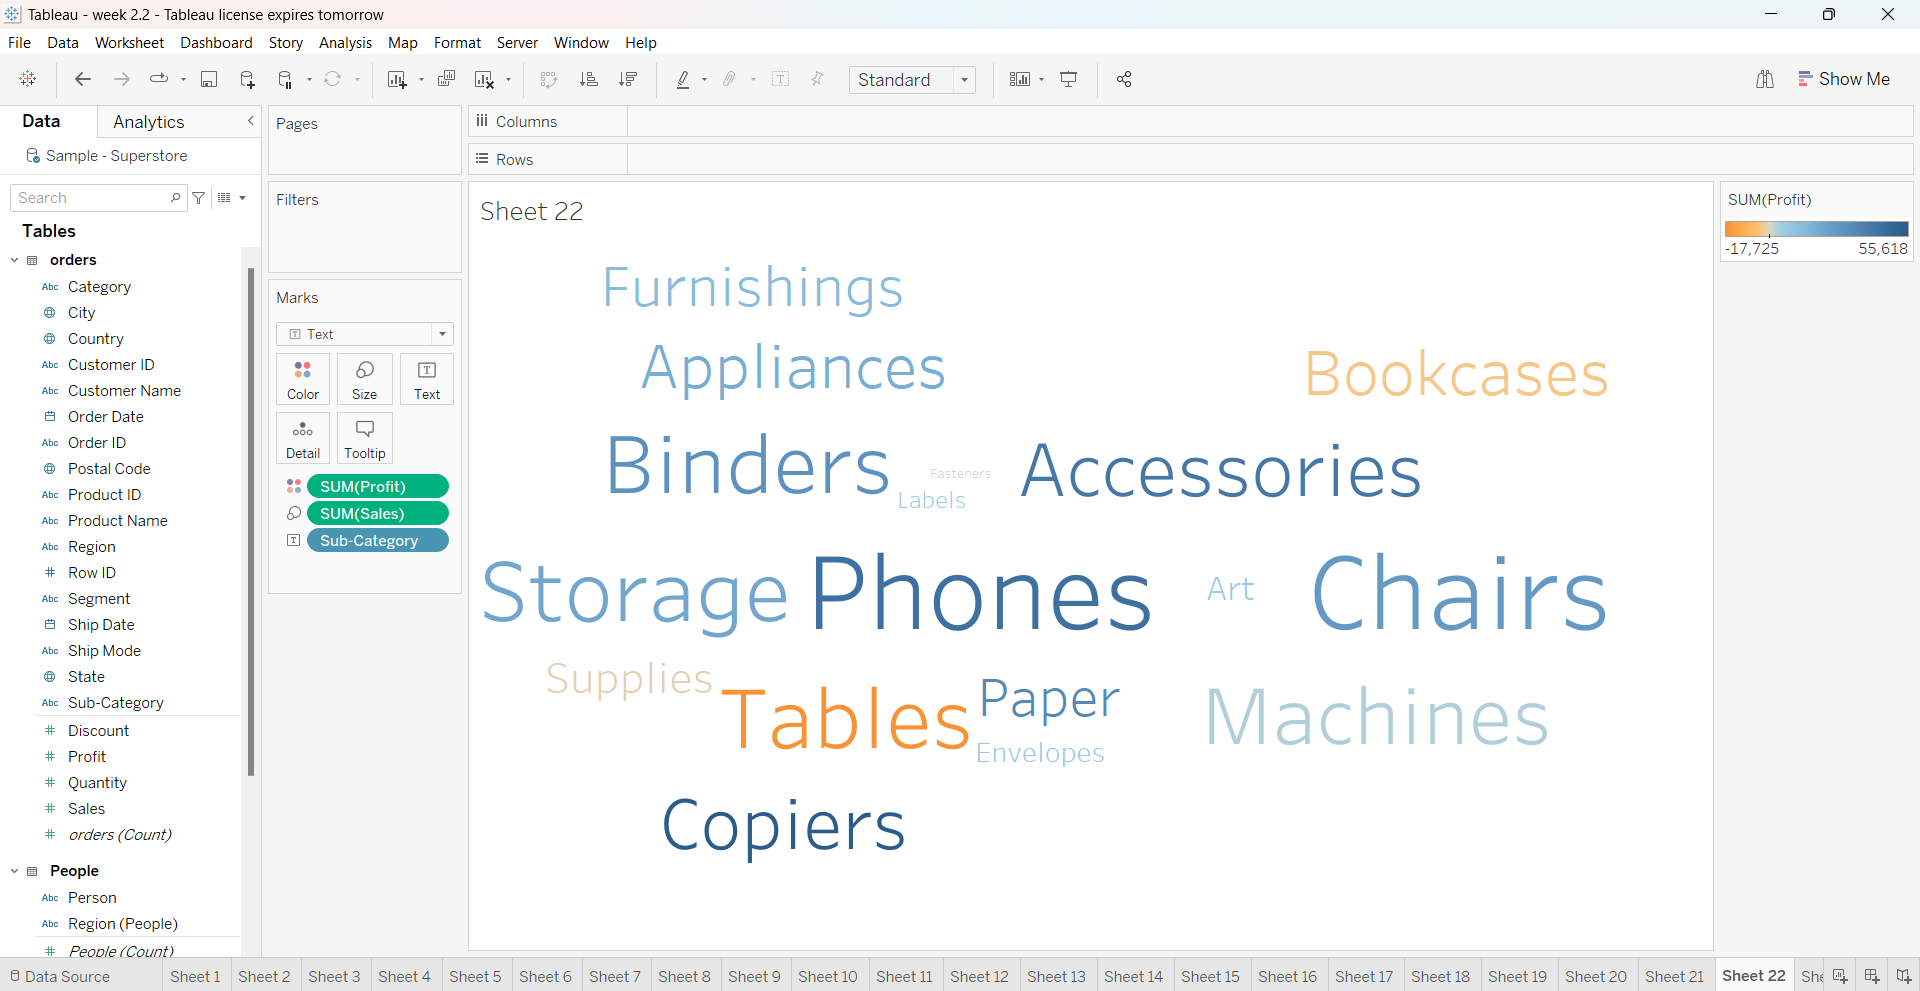 Tableau - week 2.2 - Tableau license expires tomorrow
File Data Worksheet Dashboard Story Analysis Map Format Server Window Help
Standard
Show Me
Data
Analytics
Sample - Superstore
Search
Tables
orders
Abc Category
City
Country
Abc Customer ID
Abc Customer Name
Order Date
Abc Order ID
Postal Code
Abc Product ID
Abc Product Name
Abc Region
# Row ID
Abc Segment
Ship Date
Abc Ship Mode
State
Abc Sub-Category
# Discount
# Profit
# Quantity
# Sales
# orders (Count)
People
Abc Person
Abc Region (People)
# People (Count)
Pages
Filters
Marks
T Text
Color
Size
T Text
Detail
Tooltip
SUM(Profit)
SUM(Sales)
T Sub-Category
iii Columns
Rows
Sheet 22
Furnishings
Appliances
Bookcases
Binders
Fasteners
Labels
Accessories
Storage
Phones
Art
Chairs
Supplies
Tables
Paper
Envelopes
Machines
Copiers
SUM(Profit)
-17,725 55,618
Data Source Sheet 1 Sheet 2 Sheet 3 Sheet 4 Sheet 5 Sheet 6 Sheet 7 Sheet 8 Sheet 9 Sheet 10 Sheet 11 Sheet 12 Sheet 13 Sheet 14 Sheet 15 Sheet 16 Sheet 17 Sheet 18 Sheet 19 Sheet 20 Sheet 21 Sheet 22 She